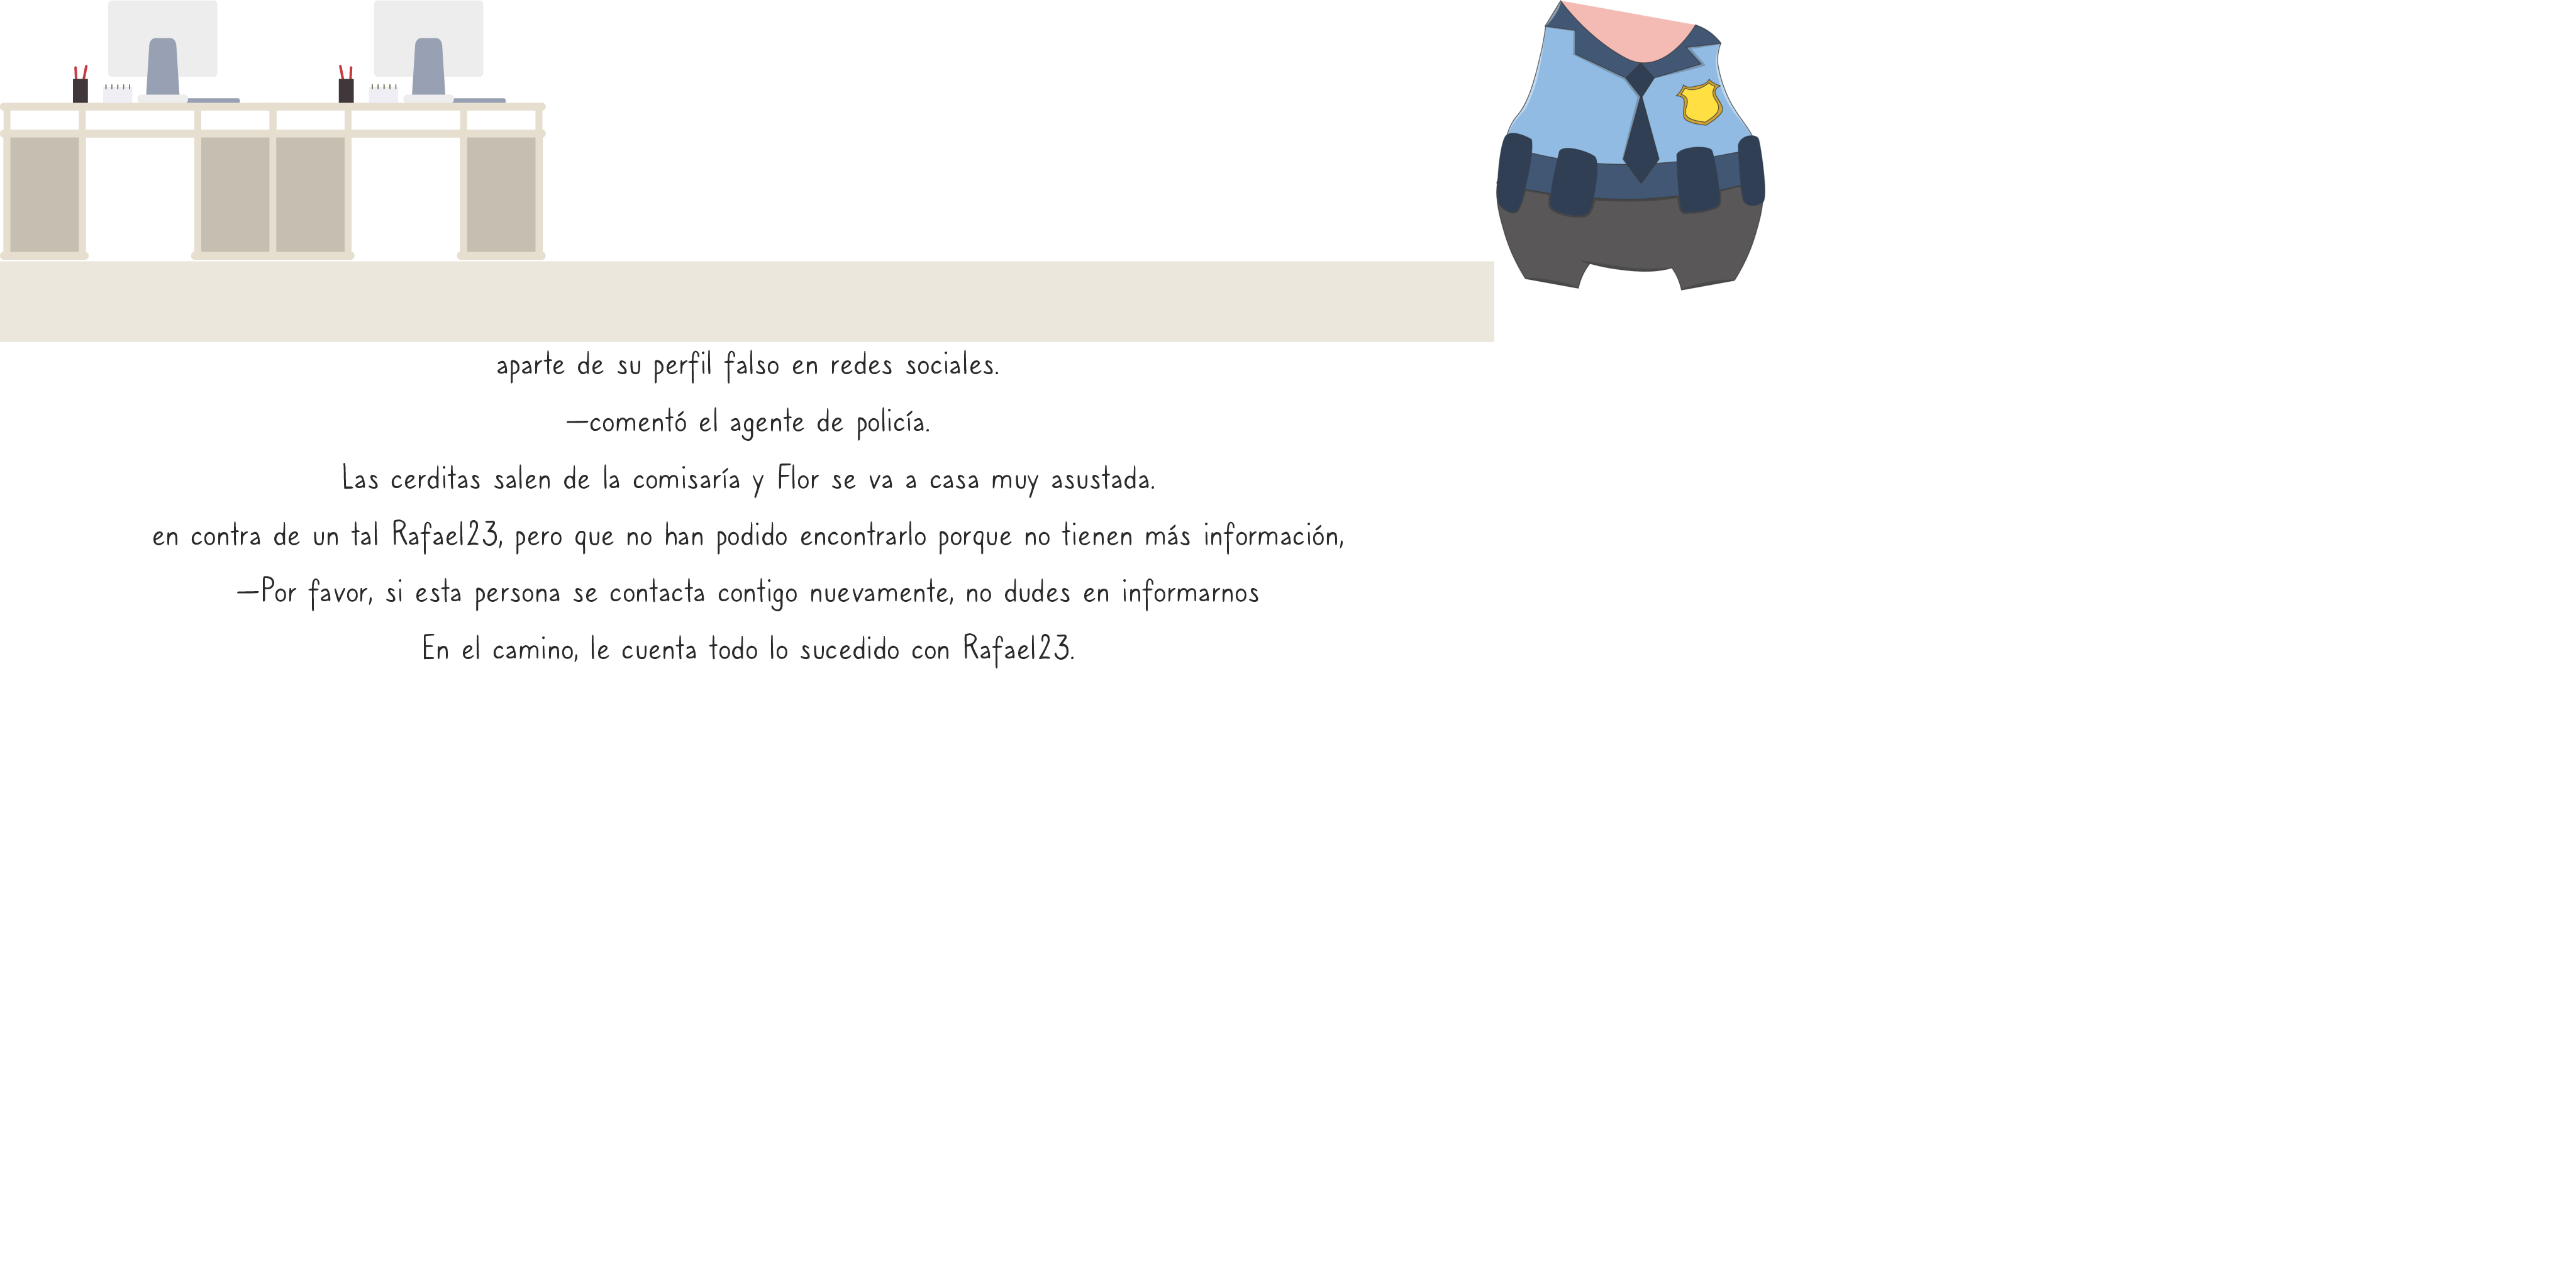 aparte de su perfil falso en redes sociales.
—comentó el agente de policía.
Las cerditas salen de la comisaría y Flor se va a casa muy asustada.
en contra de un tal Rafael23, pero que no han podido encontrarlo porque no tienen más información,
—Por favor, si esta persona se contacta contigo nuevamente, no dudes en informarnos
En el camino, le cuenta todo lo sucedido con Rafael23.